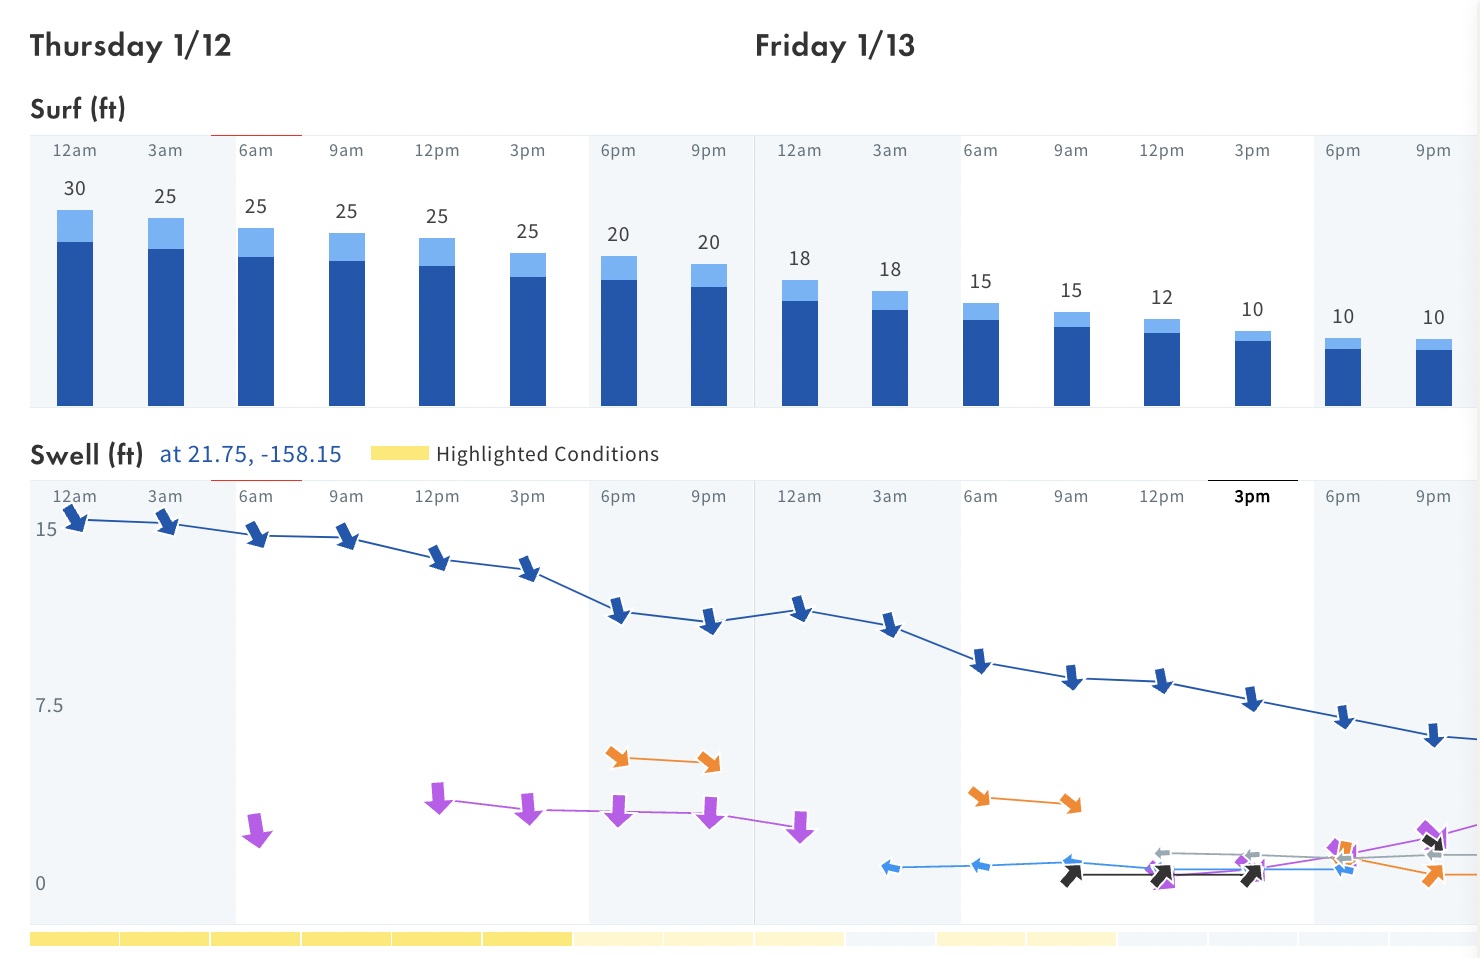 Thursday 1/12 Friday 1/13
Surf (ft)
12am 3am 6am 9am 12pm 3pm 6pm 9pm 12am 3am 6am 9am 12pm 3pm 6pm 9pm
30 25 25 25 25 25 20 20 18 18 15 15 12 10 10 10
Swell (ft) at 21.75, -158.15 Highlighted Conditions
12am 3am 6am 9am 12pm 3pm 6pm 9pm 12am 3am 6am 9am 12pm 3pm 6pm 9pm
15
7.5
0